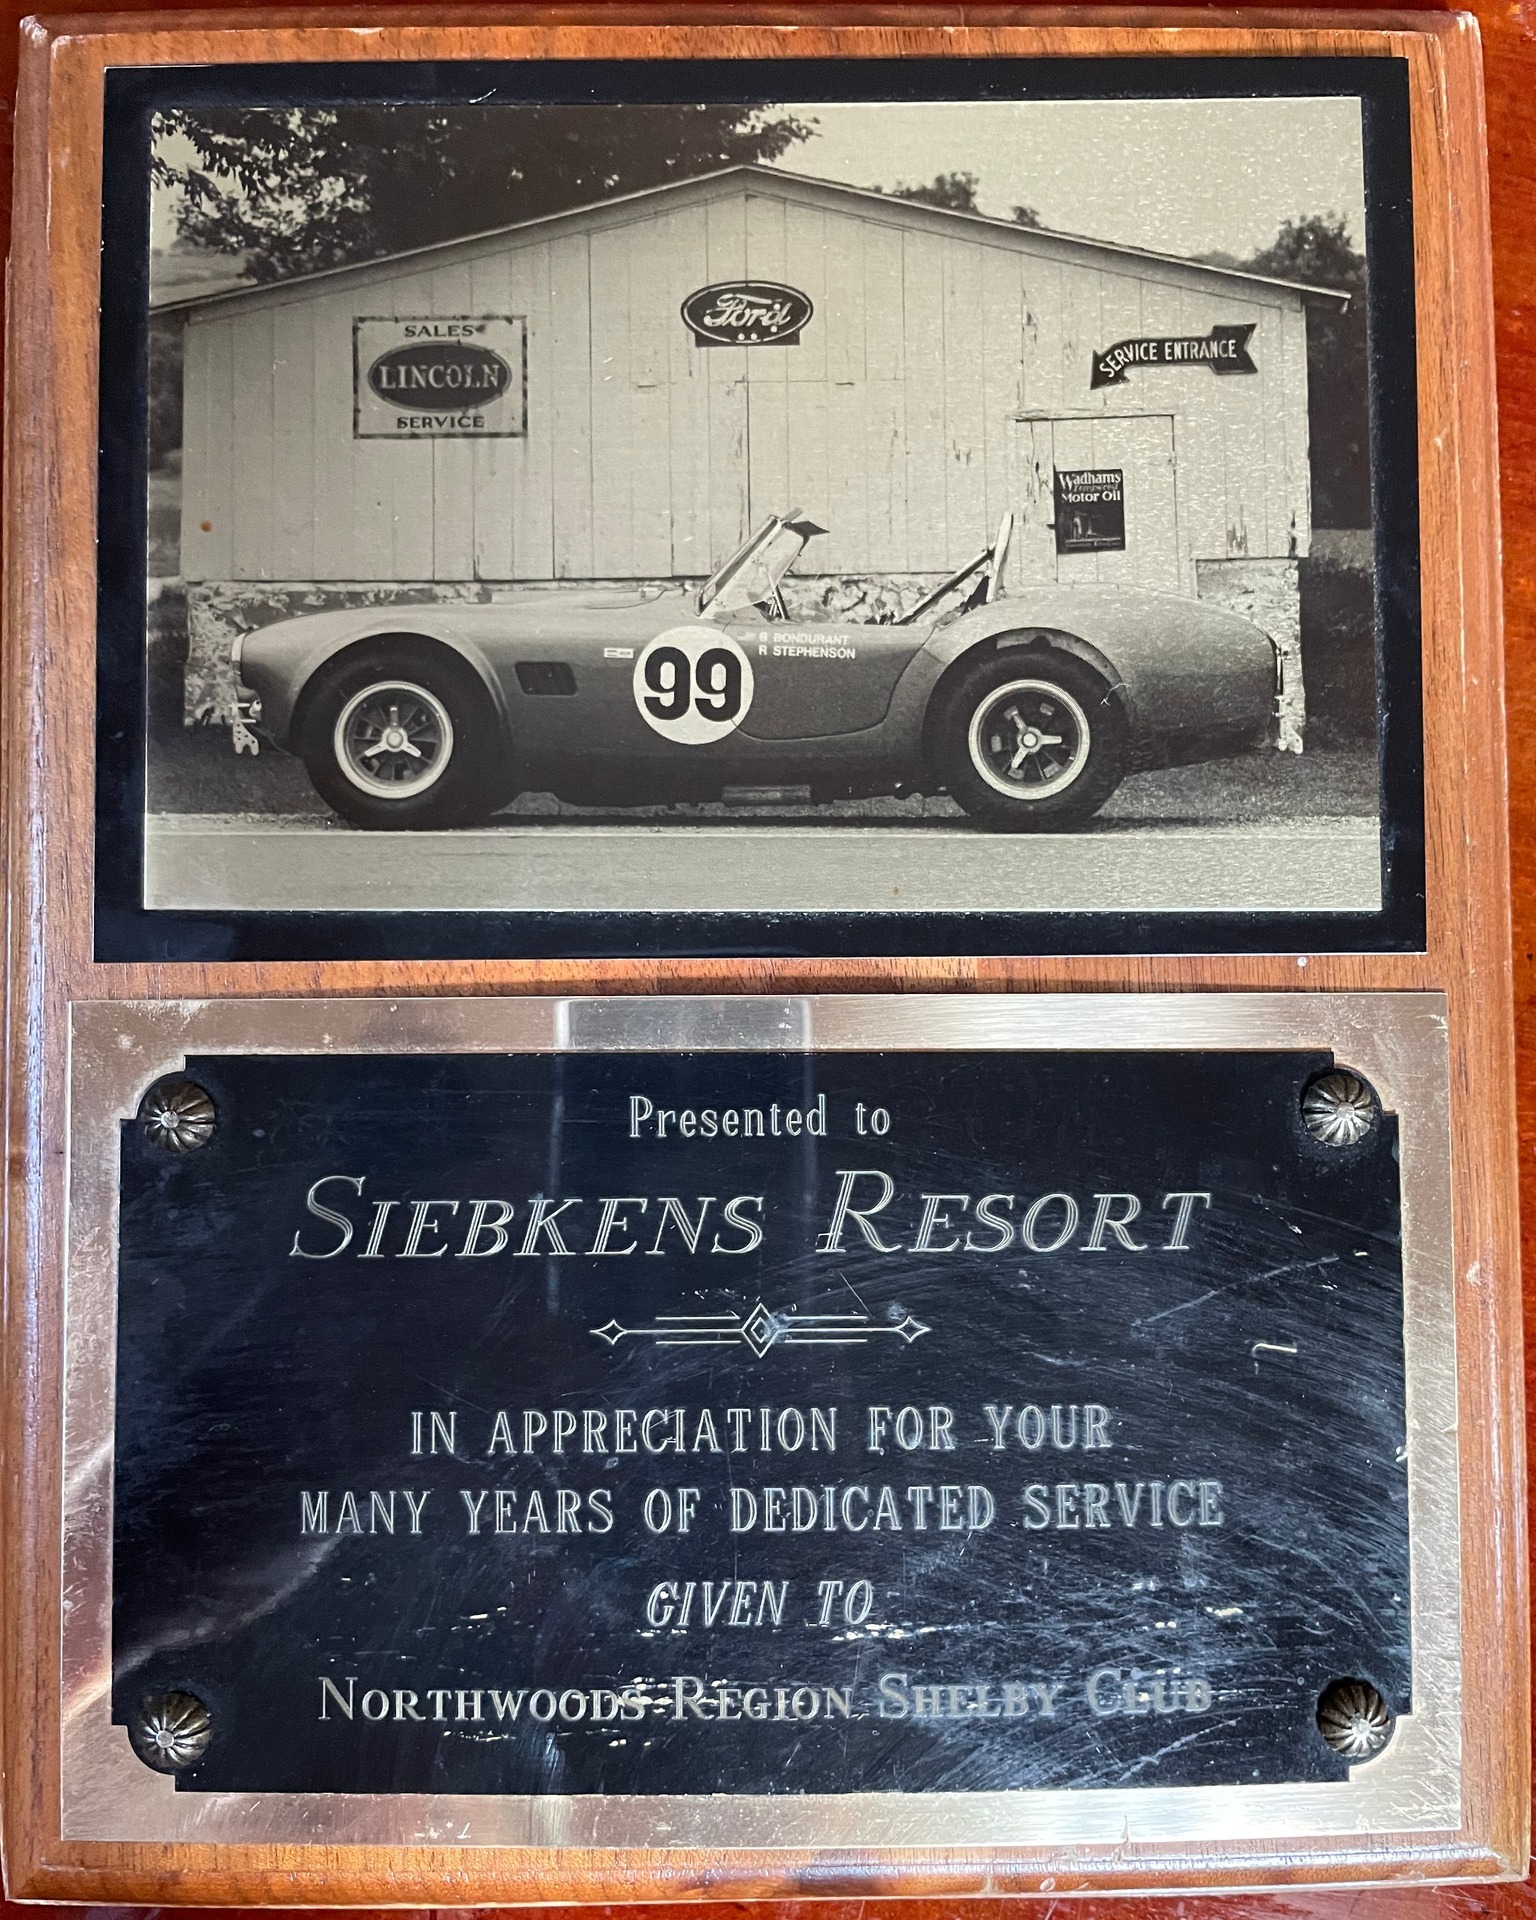 SALES
LINCOLN
SERVICE
Ford
SERVICE ENTRANCE
Wadhams
Tempered
Motor Oil
99
B BONDURANT
R STEPHENSON
Presented to
SIEBKENS RESORT
IN APPRECIATION FOR YOUR
MANY YEARS OF DEDICATED SERVICE
GIVEN TO
NORTHWOODS REGION SHELBY CLUB